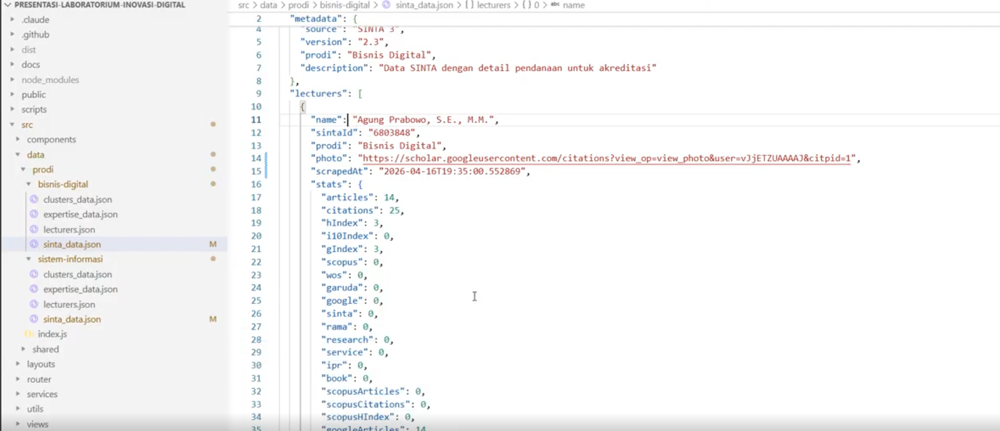 PRESENTASI-LABORATORIUM-INOVASI-DIGITAL
.claude
.github
dist
docs
node_modules
public
scripts
src
components
data
prodi
bisnis-digital
clusters_data.json
expertise_data.json
lecturers.json
sinta_data.json M
sistem-informasi
clusters_data.json
expertise_data.json
lecturers.json
sinta_data.json M
index.js
shared
layouts
router
services
utils
views
src > data > prodi > bisnis-digital > sinta_data.json > [ ] lecturers > { } 0 > abc name
2 "metadata": {
4 "source": "SINTA 3",
5 "version": "2.3",
6 "prodi": "Bisnis Digital",
7 "description": "Data SINTA dengan detail pendanaan untuk akreditasi"
8 },
9 "lecturers": [
10 {
11 "name": "Agung Prabowo, S.E., M.M.",
12 "sintaId": "6803848",
13 "prodi": "Bisnis Digital",
14 "photo": "https://scholar.googleusercontent.com/citations?view_op=view_photo&user=vJjETZUAAAAJ&citpid=1",
15 "scrapedAt": "2026-04-16T19:35:00.552869",
16 "stats": {
17 "articles": 14,
18 "citations": 25,
19 "hIndex": 3,
20 "i10Index": 0,
21 "gIndex": 3,
22 "scopus": 0,
23 "wos": 0,
24 "garuda": 0,
25 "google": 0,
26 "sinta": 0,
27 "rama": 0,
28 "research": 0,
29 "service": 0,
30 "ipr": 0,
31 "book": 0,
32 "scopusArticles": 0,
33 "scopusCitations": 0,
34 "scopusHIndex": 0,
35 "googleArticles": 14